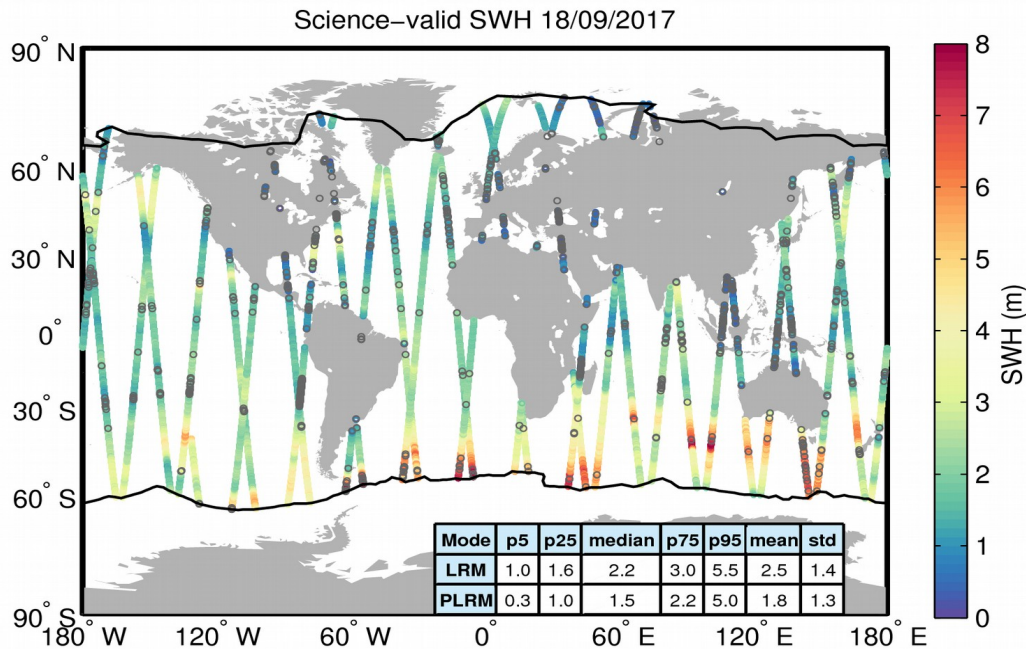 Science−valid SWH 18/09/2017
90° N
60° N
30° N
0°
30° S
60° S
90° S
180° W
120° W
60° W
0°
60° E
120° E
180° E
Mode p5 p25 median p75 p95 mean std
LRM 1.0 1.6 2.2 3.0 5.5 2.5 1.4
PLRM 0.3 1.0 1.5 2.2 5.0 1.8 1.3
8
7
6
5
4
3
2
1
0
SWH (m)